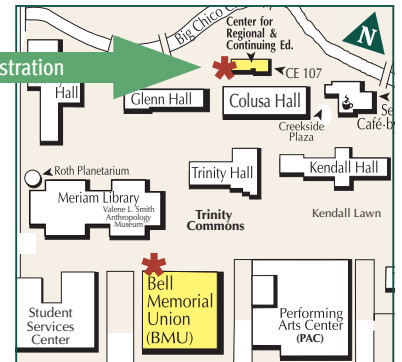 Big Chico C
Center for
Regional &
Continuing Ed.
N
stration
CE 107
Hall
Glenn Hall
Colusa Hall
Se
Café-b
Creekside
Plaza
Roth Planetarium
Trinity Hall
Kendall Hall
Meriam Library
Valene L. Smith
Anthropology
Museum
Trinity
Commons
Kendall Lawn
Bell
Memorial
Union
(BMU)
Student
Services
Center
Performing
Arts Center
(PAC)